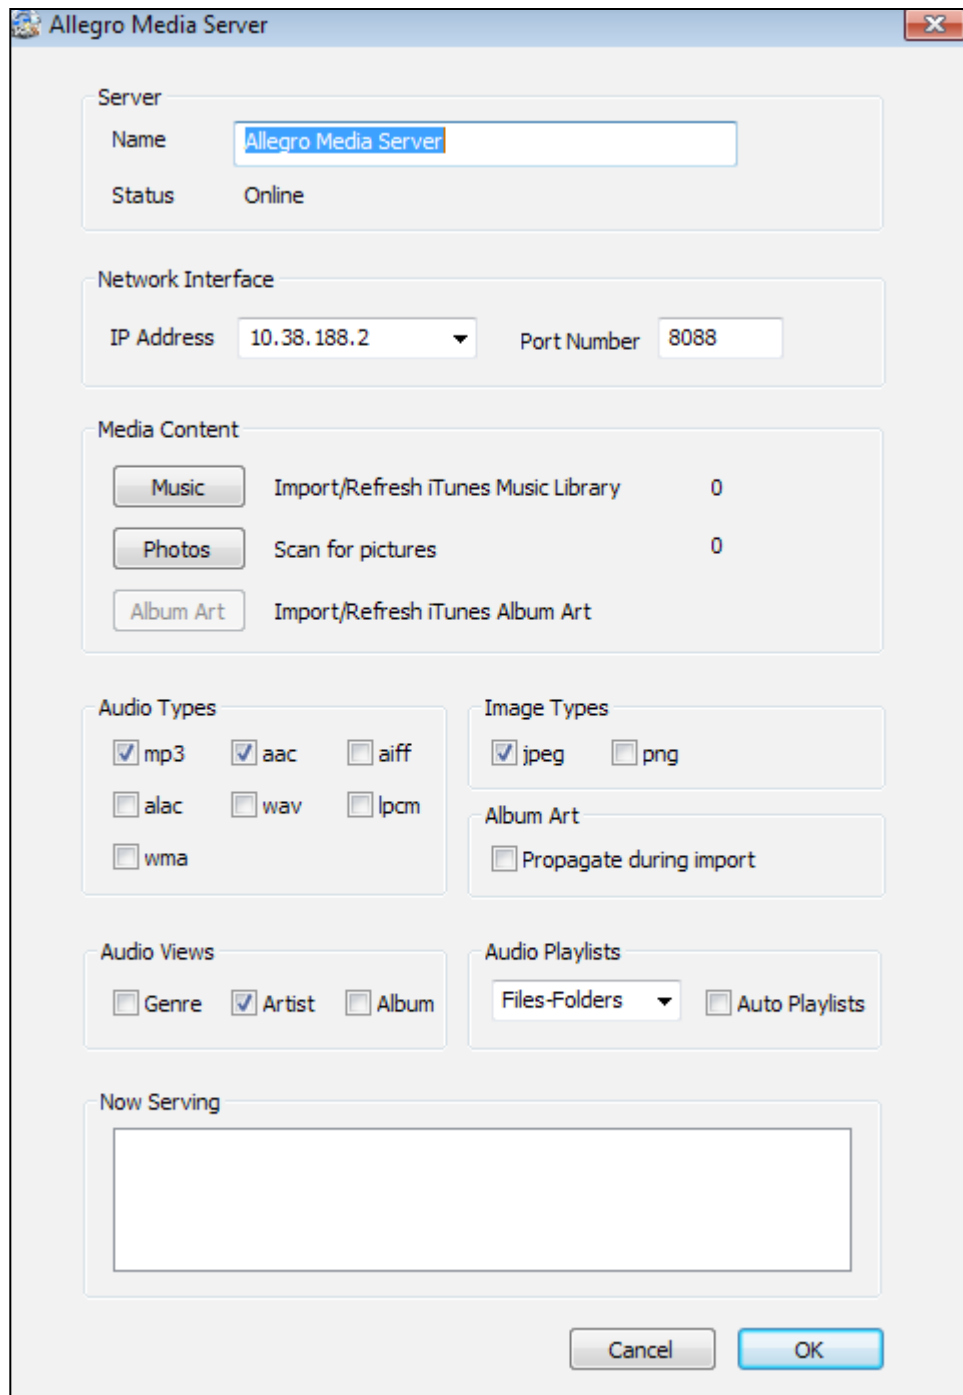 Allegro Media Server
Server
Name Allegro Media Server
Status Online
Network Interface
IP Address 10.38.188.2 Port Number 8088
Media Content
Music Import/Refresh iTunes Music Library 0
Photos Scan for pictures 0
Album Art Import/Refresh iTunes Album Art
Audio Types
mp3 aac aiff
alac wav lpcm
wma
Image Types
jpeg png
Album Art
Propagate during import
Audio Views
Genre Artist Album
Audio Playlists
Files-Folders Auto Playlists
Now Serving
Cancel OK